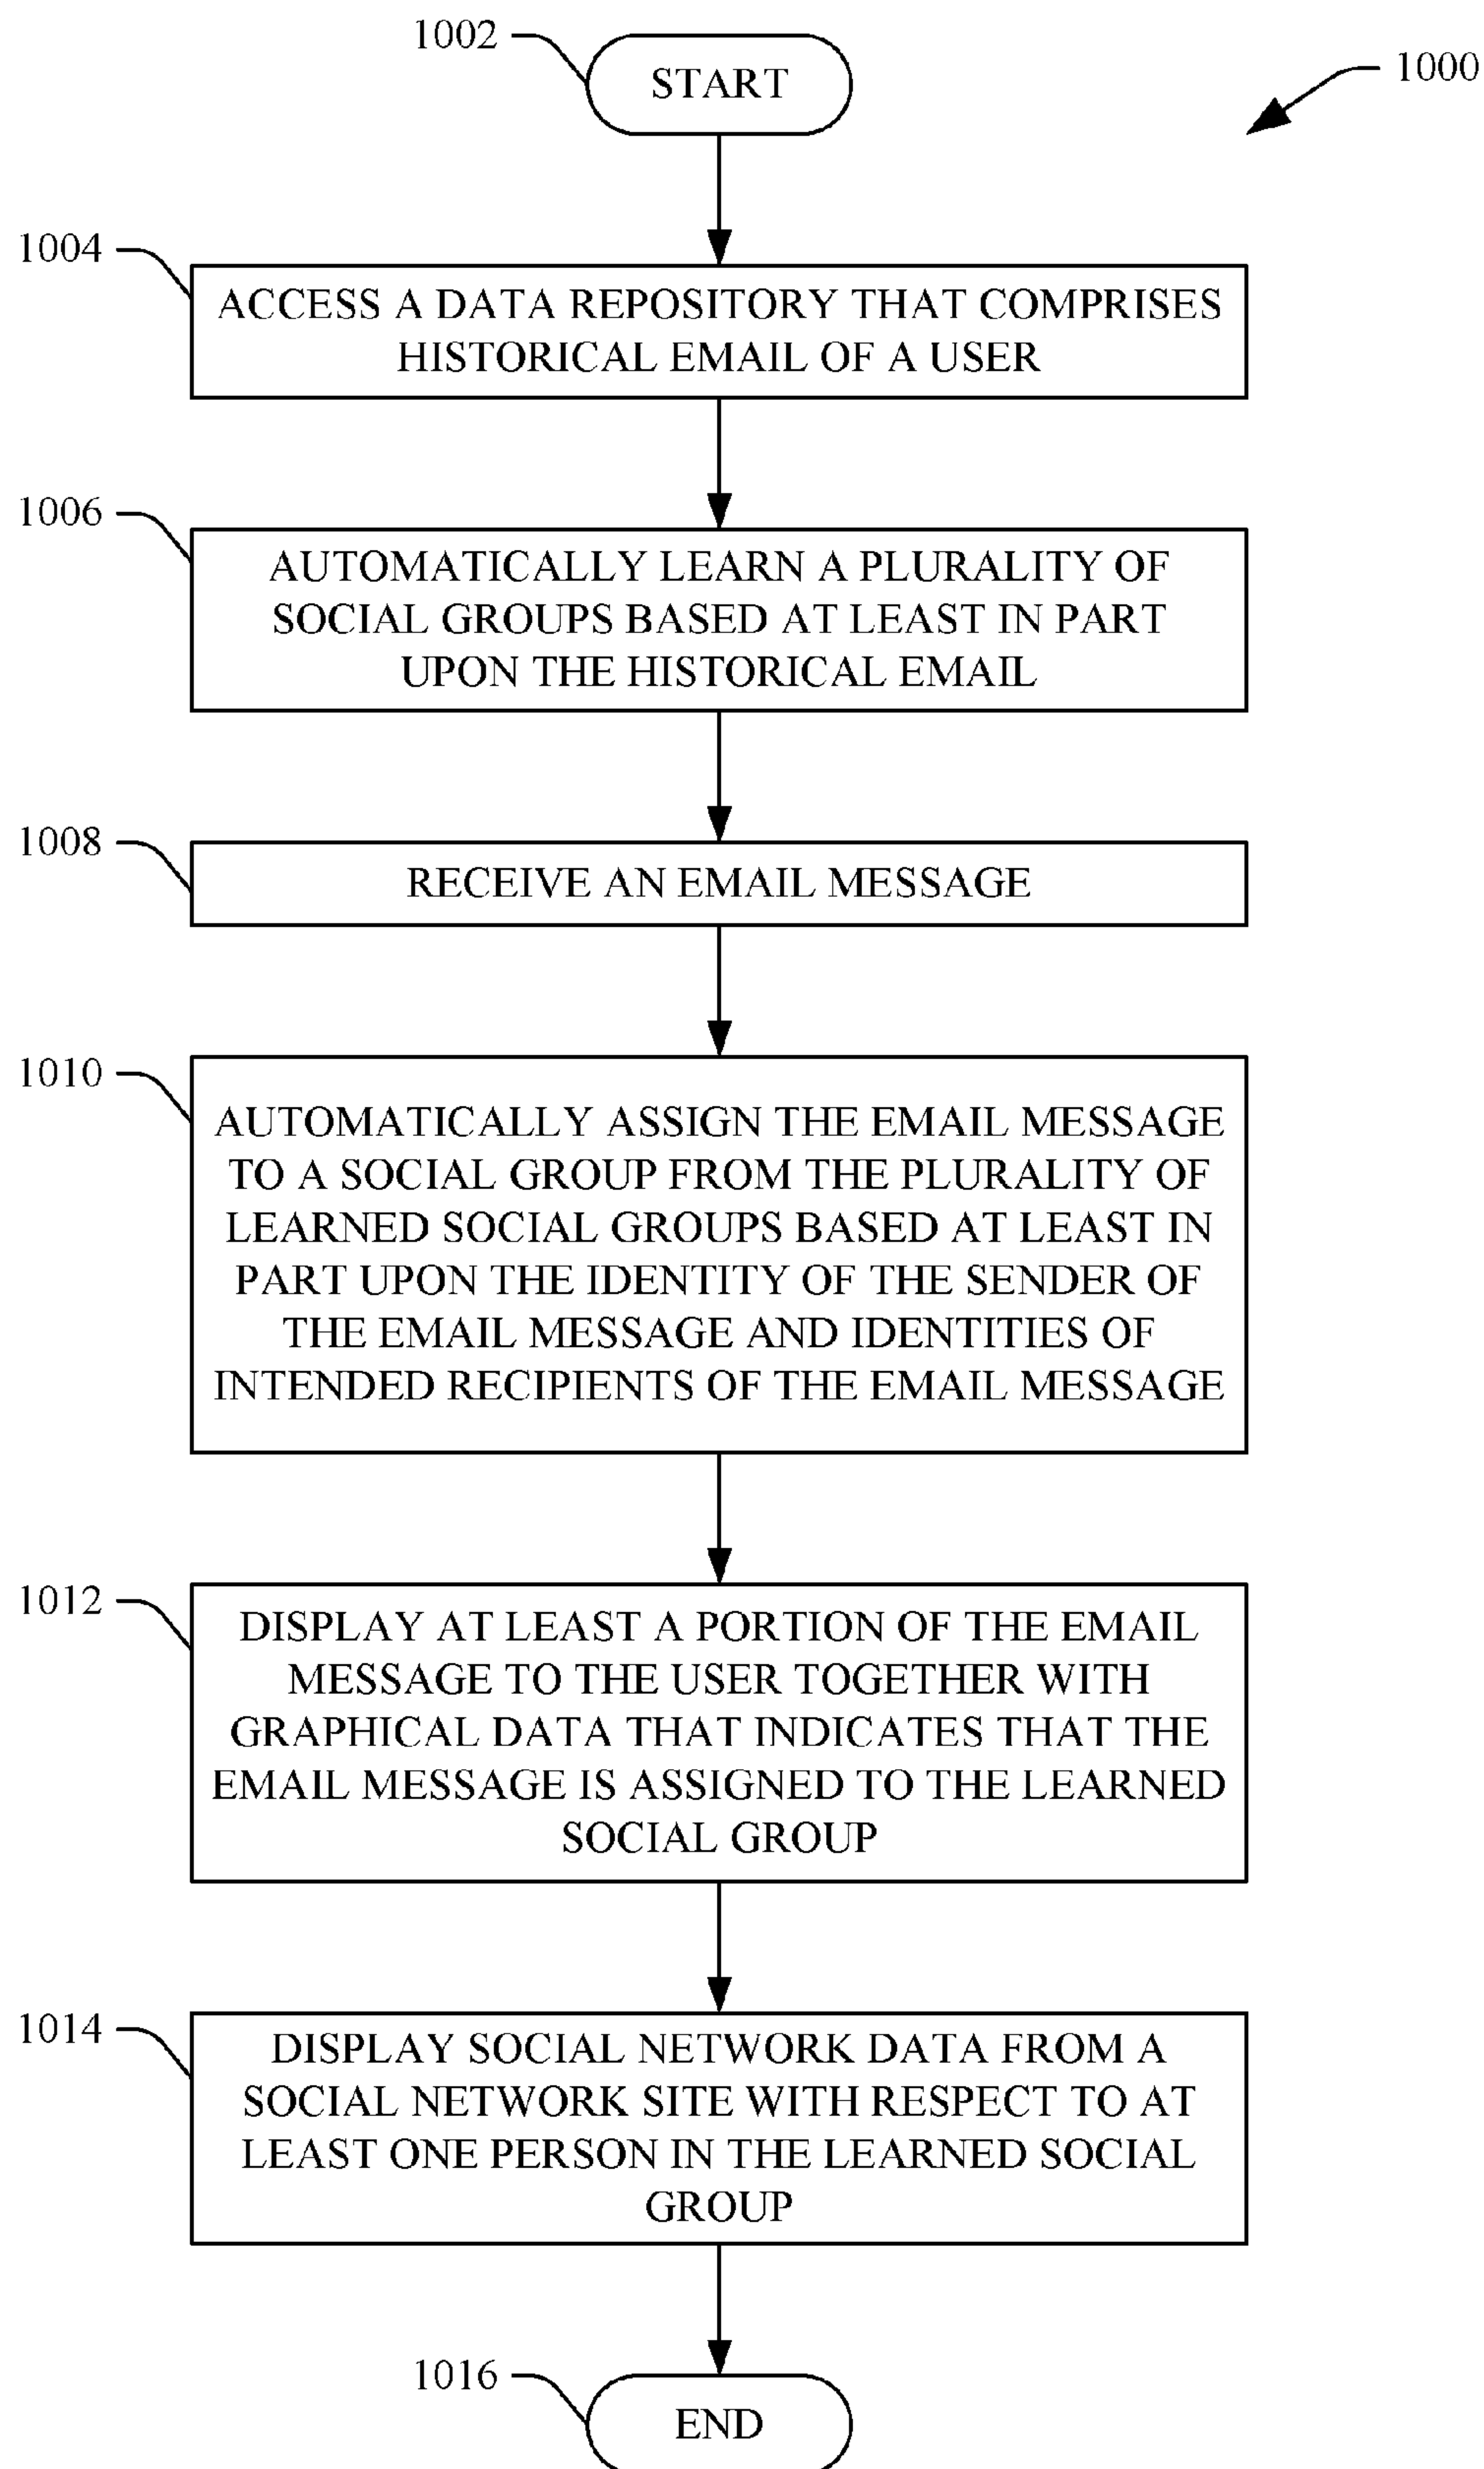 1002
START
1000
1004
ACCESS A DATA REPOSITORY THAT COMPRISES
HISTORICAL EMAIL OF A USER
1006
AUTOMATICALLY LEARN A PLURALITY OF
SOCIAL GROUPS BASED AT LEAST IN PART
UPON THE HISTORICAL EMAIL
1008
RECEIVE AN EMAIL MESSAGE
1010
AUTOMATICALLY ASSIGN THE EMAIL MESSAGE
TO A SOCIAL GROUP FROM THE PLURALITY OF
LEARNED SOCIAL GROUPS BASED AT LEAST IN
PART UPON THE IDENTITY OF THE SENDER OF
THE EMAIL MESSAGE AND IDENTITIES OF
INTENDED RECIPIENTS OF THE EMAIL MESSAGE
1012
DISPLAY AT LEAST A PORTION OF THE EMAIL
MESSAGE TO THE USER TOGETHER WITH
GRAPHICAL DATA THAT INDICATES THAT THE
EMAIL MESSAGE IS ASSIGNED TO THE LEARNED
SOCIAL GROUP
1014
DISPLAY SOCIAL NETWORK DATA FROM A
SOCIAL NETWORK SITE WITH RESPECT TO AT
LEAST ONE PERSON IN THE LEARNED SOCIAL
GROUP
1016
END